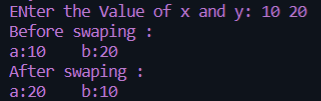 ENter the Value of x and y: 10 20
Before swaping :
a:10    b:20
After swaping :
a:20    b:10